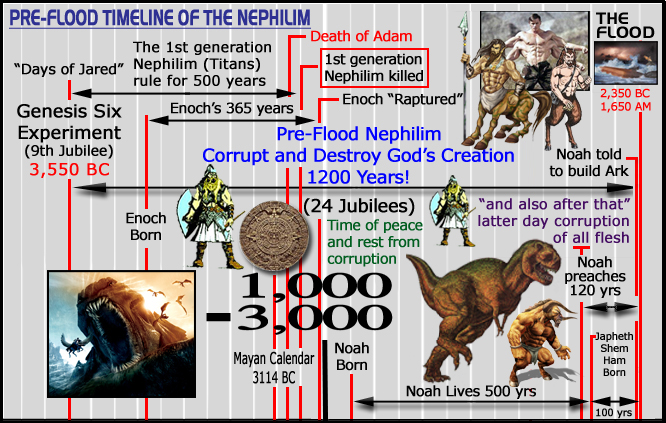 PRE-FLOOD TIMELINE OF THE NEPHILIM
THE
FLOOD
2,350 BC
1,650 AM
Death of Adam
The 1st generation
Nephilim (Titans)
rule for 500 years
"Days of Jared"
1st generation
Nephilim killed
Genesis Six
Experiment
(9th Jubilee)
3,550 BC
Enoch's 365 years
Enoch "Raptured"
Pre-Flood Nephilim
Corrupt and Destroy God's Creation
1200 Years!
Noah told
to build Ark
Enoch
Born
(24 Jubilees)
Time of peace
and rest from
corruption
"and also after that"
latter day corruption
of all flesh
Noah
preaches
120 yrs
1,000
-3,000
Mayan Calendar
3114 BC
Noah
Born
Japheth
Shem
Ham
Born
Noah Lives 500 yrs
100 yrs